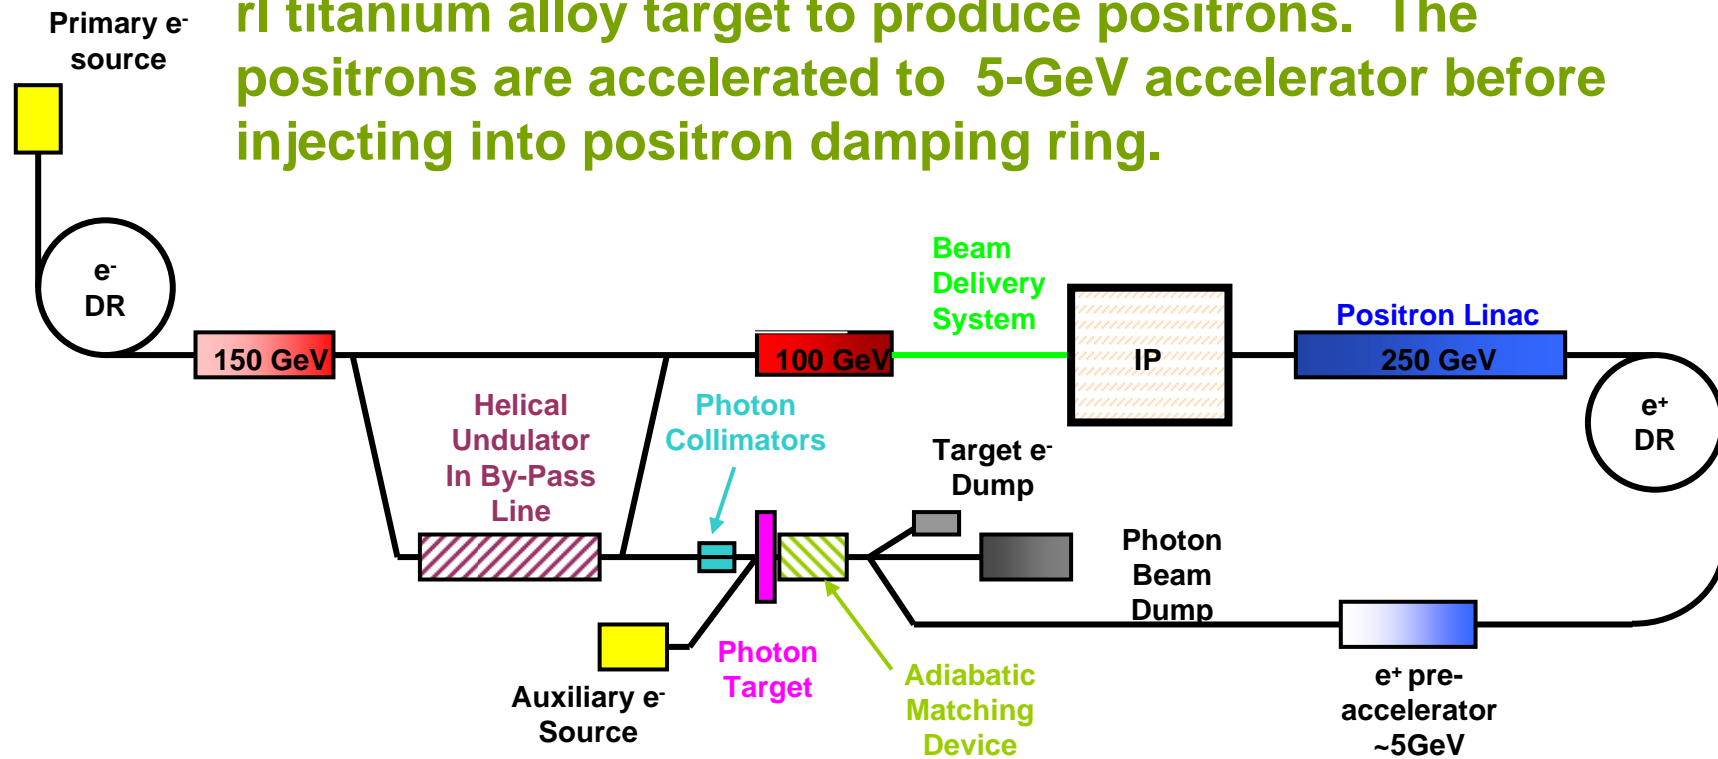 rl titanium alloy target to produce positrons. The
positrons are accelerated to 5-GeV accelerator before
injecting into positron damping ring.
Primary e-
source
e-
DR
150 GeV
100 GeV
Beam
Delivery
System
IP
Positron Linac
250 GeV
e+
DR
Helical
Undulator
In By-Pass
Line
Photon
Collimators
Target e-
Dump
Photon
Beam
Dump
Auxiliary e-
Source
Photon
Target
Adiabatic
Matching
Device
e+ pre-
accelerator
~5GeV